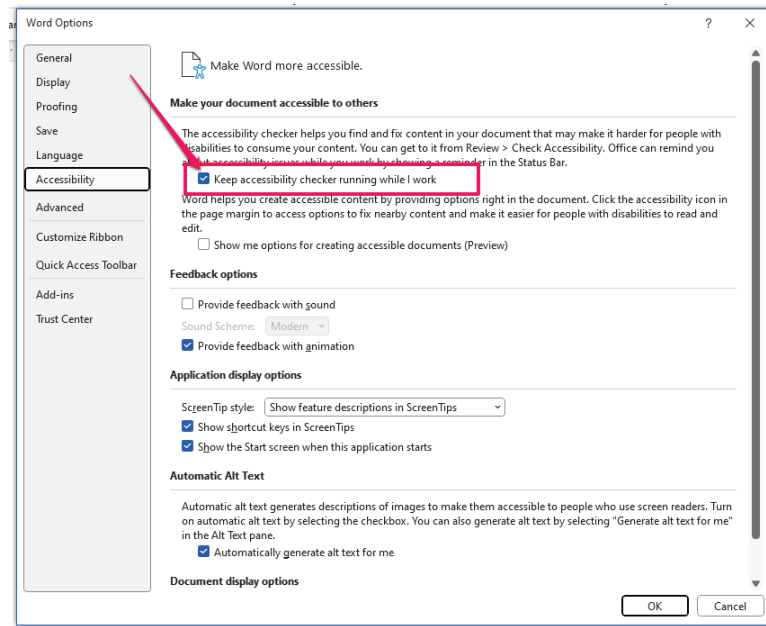 Word Options
?
General
Display
Proofing
Save
Language
Accessibility
Advanced
Customize Ribbon
Quick Access Toolbar
Add-ins
Trust Center
Make Word more accessible.
Make your document accessible to others
The accessibility checker helps you find and fix content in your document that may make it harder for people with
disabilities to consume your content. You can get to it from Review > Check Accessibility. Office can remind you
about accessibility issues while you work by showing a reminder in the Status Bar.
Keep accessibility checker running while I work
Word helps you create accessible content by providing options right in the document. Click the accessibility icon in
the page margin to access options to fix nearby content and make it easier for people with disabilities to read and
edit.
Show me options for creating accessible documents (Preview)
Feedback options
Provide feedback with sound
Sound Scheme: Modern
Provide feedback with animation
Application display options
ScreenTip style: Show feature descriptions in ScreenTips
Show shortcut keys in ScreenTips
Show the Start screen when this application starts
Automatic Alt Text
Automatic alt text generates descriptions of images to make them accessible to people who use screen readers. Turn
on automatic alt text by selecting the checkbox. You can also generate alt text by selecting "Generate alt text for me"
in the Alt Text pane.
Automatically generate alt text for me
Document display options
OK
Cancel